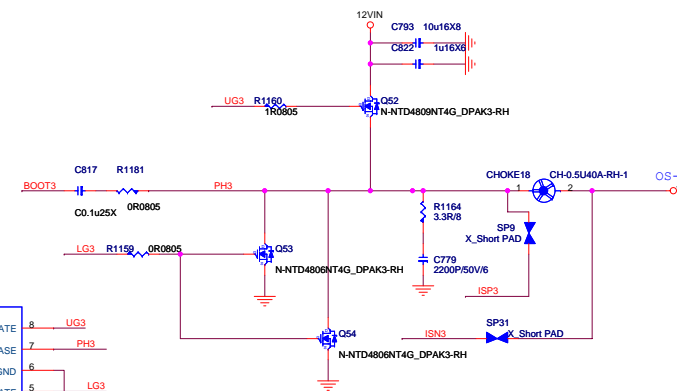 12VIN
C793 10u16X8
C822 1u16X6
UG3 R1160 Q52
1R0805 N-NTD4809NT4G_DPAK3-RH
C817 R1181 CHOKE18 CH-0.5U40A-RH-1 OS-
BOOT3 PH3 1 2
0R0805
C0.1u25X
R1164
3.3R/8
SP9
X_Short PAD
LG3 R1159 0R0805 Q53
N-NTD4806NT4G_DPAK3-RH
C779
2200P/50V/6
ISP3
ISN3 SP31
X_Short PAD
Q54
N-NTD4806NT4G_DPAK3-RH
ATE 8 UG3
ASE 7 PH3
GND 6
ATE 5 LG3